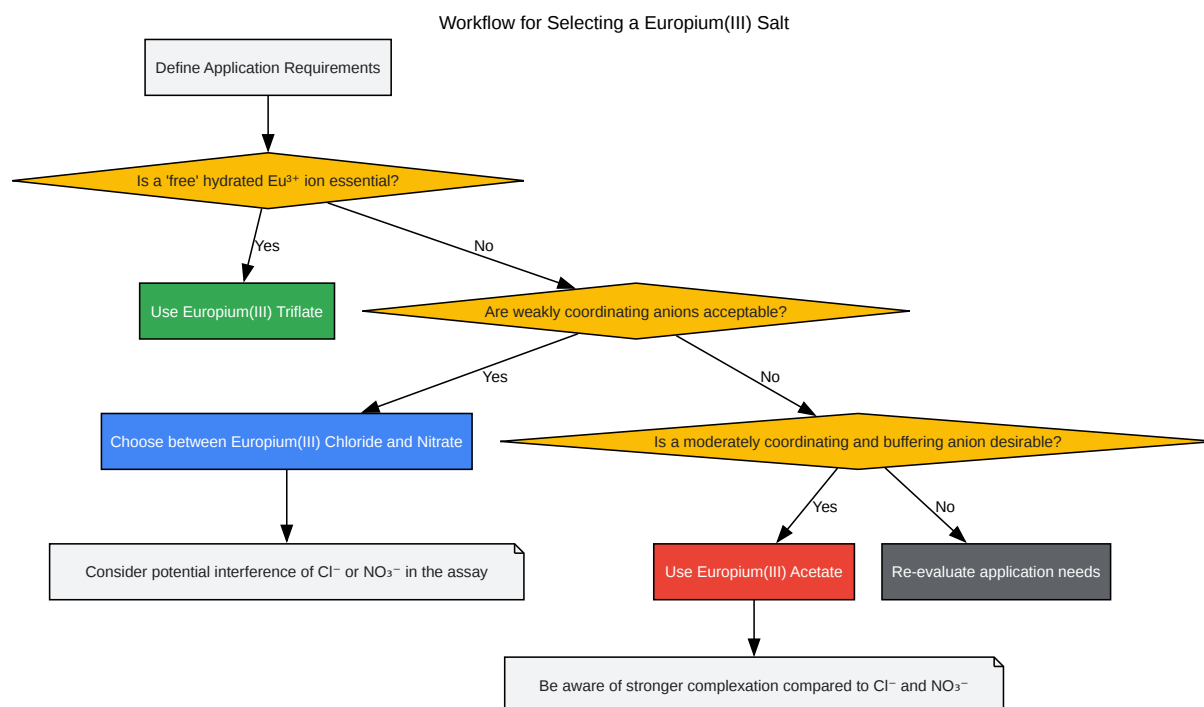 Workflow for Selecting a Europium(III) Salt
Define Application Requirements
Is a 'free' hydrated Eu³⁺ ion essential?
Yes
No
Use Europium(III) Triflate
Are weakly coordinating anions acceptable?
Yes
No
Choose between Europium(III) Chloride and Nitrate
Is a moderately coordinating and buffering anion desirable?
Yes
No
Consider potential interference of Cl⁻ or NO₃⁻ in the assay
Use Europium(III) Acetate
Re-evaluate application needs
Be aware of stronger complexation compared to Cl⁻ and NO₃⁻